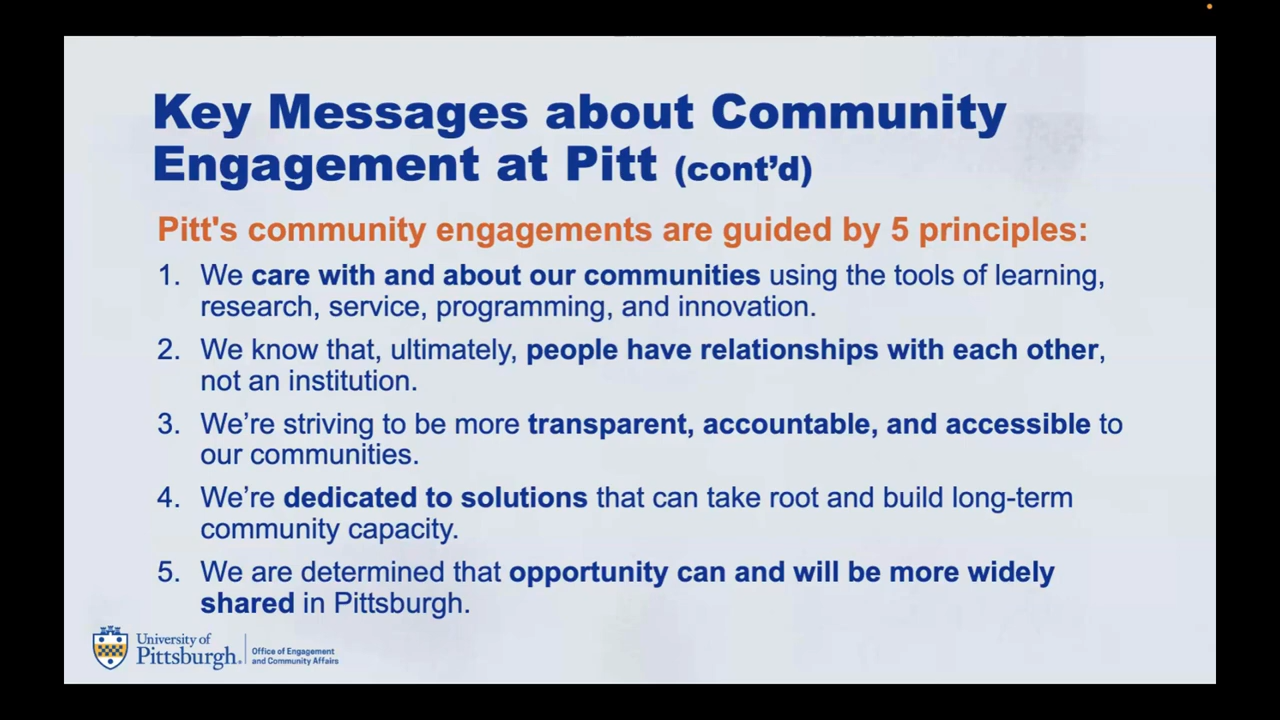 Key Messages about Community
Engagement at Pitt (cont’d)
Pitt's community engagements are guided by 5 principles:
1. We care with and about our communities using the tools of learning,
research, service, programming, and innovation.
2. We know that, ultimately, people have relationships with each other,
not an institution.
3. We’re striving to be more transparent, accountable, and accessible to
our communities.
4. We’re dedicated to solutions that can take root and build long-term
community capacity.
5. We are determined that opportunity can and will be more widely
shared in Pittsburgh.
University of
Pittsburgh.
Office of Engagement
and Community Affairs